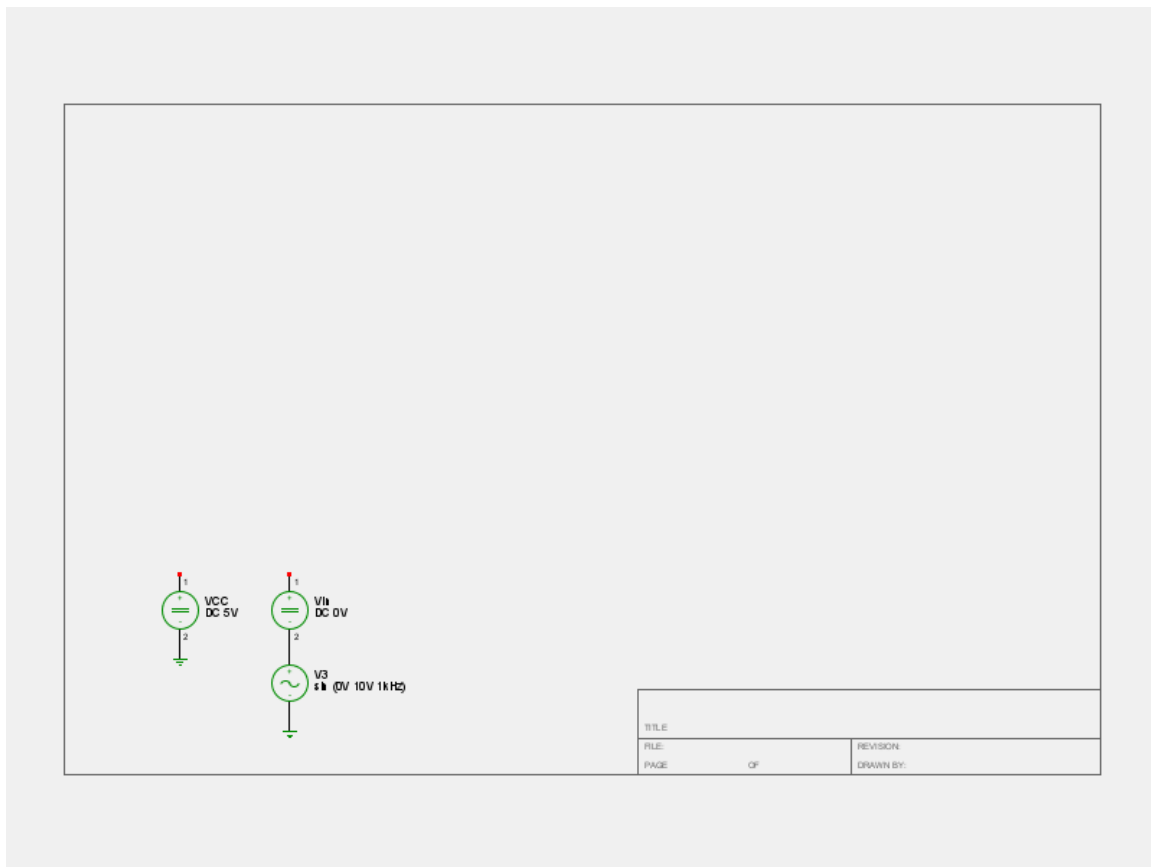 1
1
VCC
DC 5V
Vin
DC 0V
2
2
V3
sin (0V 10V 1kHz)
TITLE
FILE:
REVISION:
PAGE
OF
DRAWN BY: